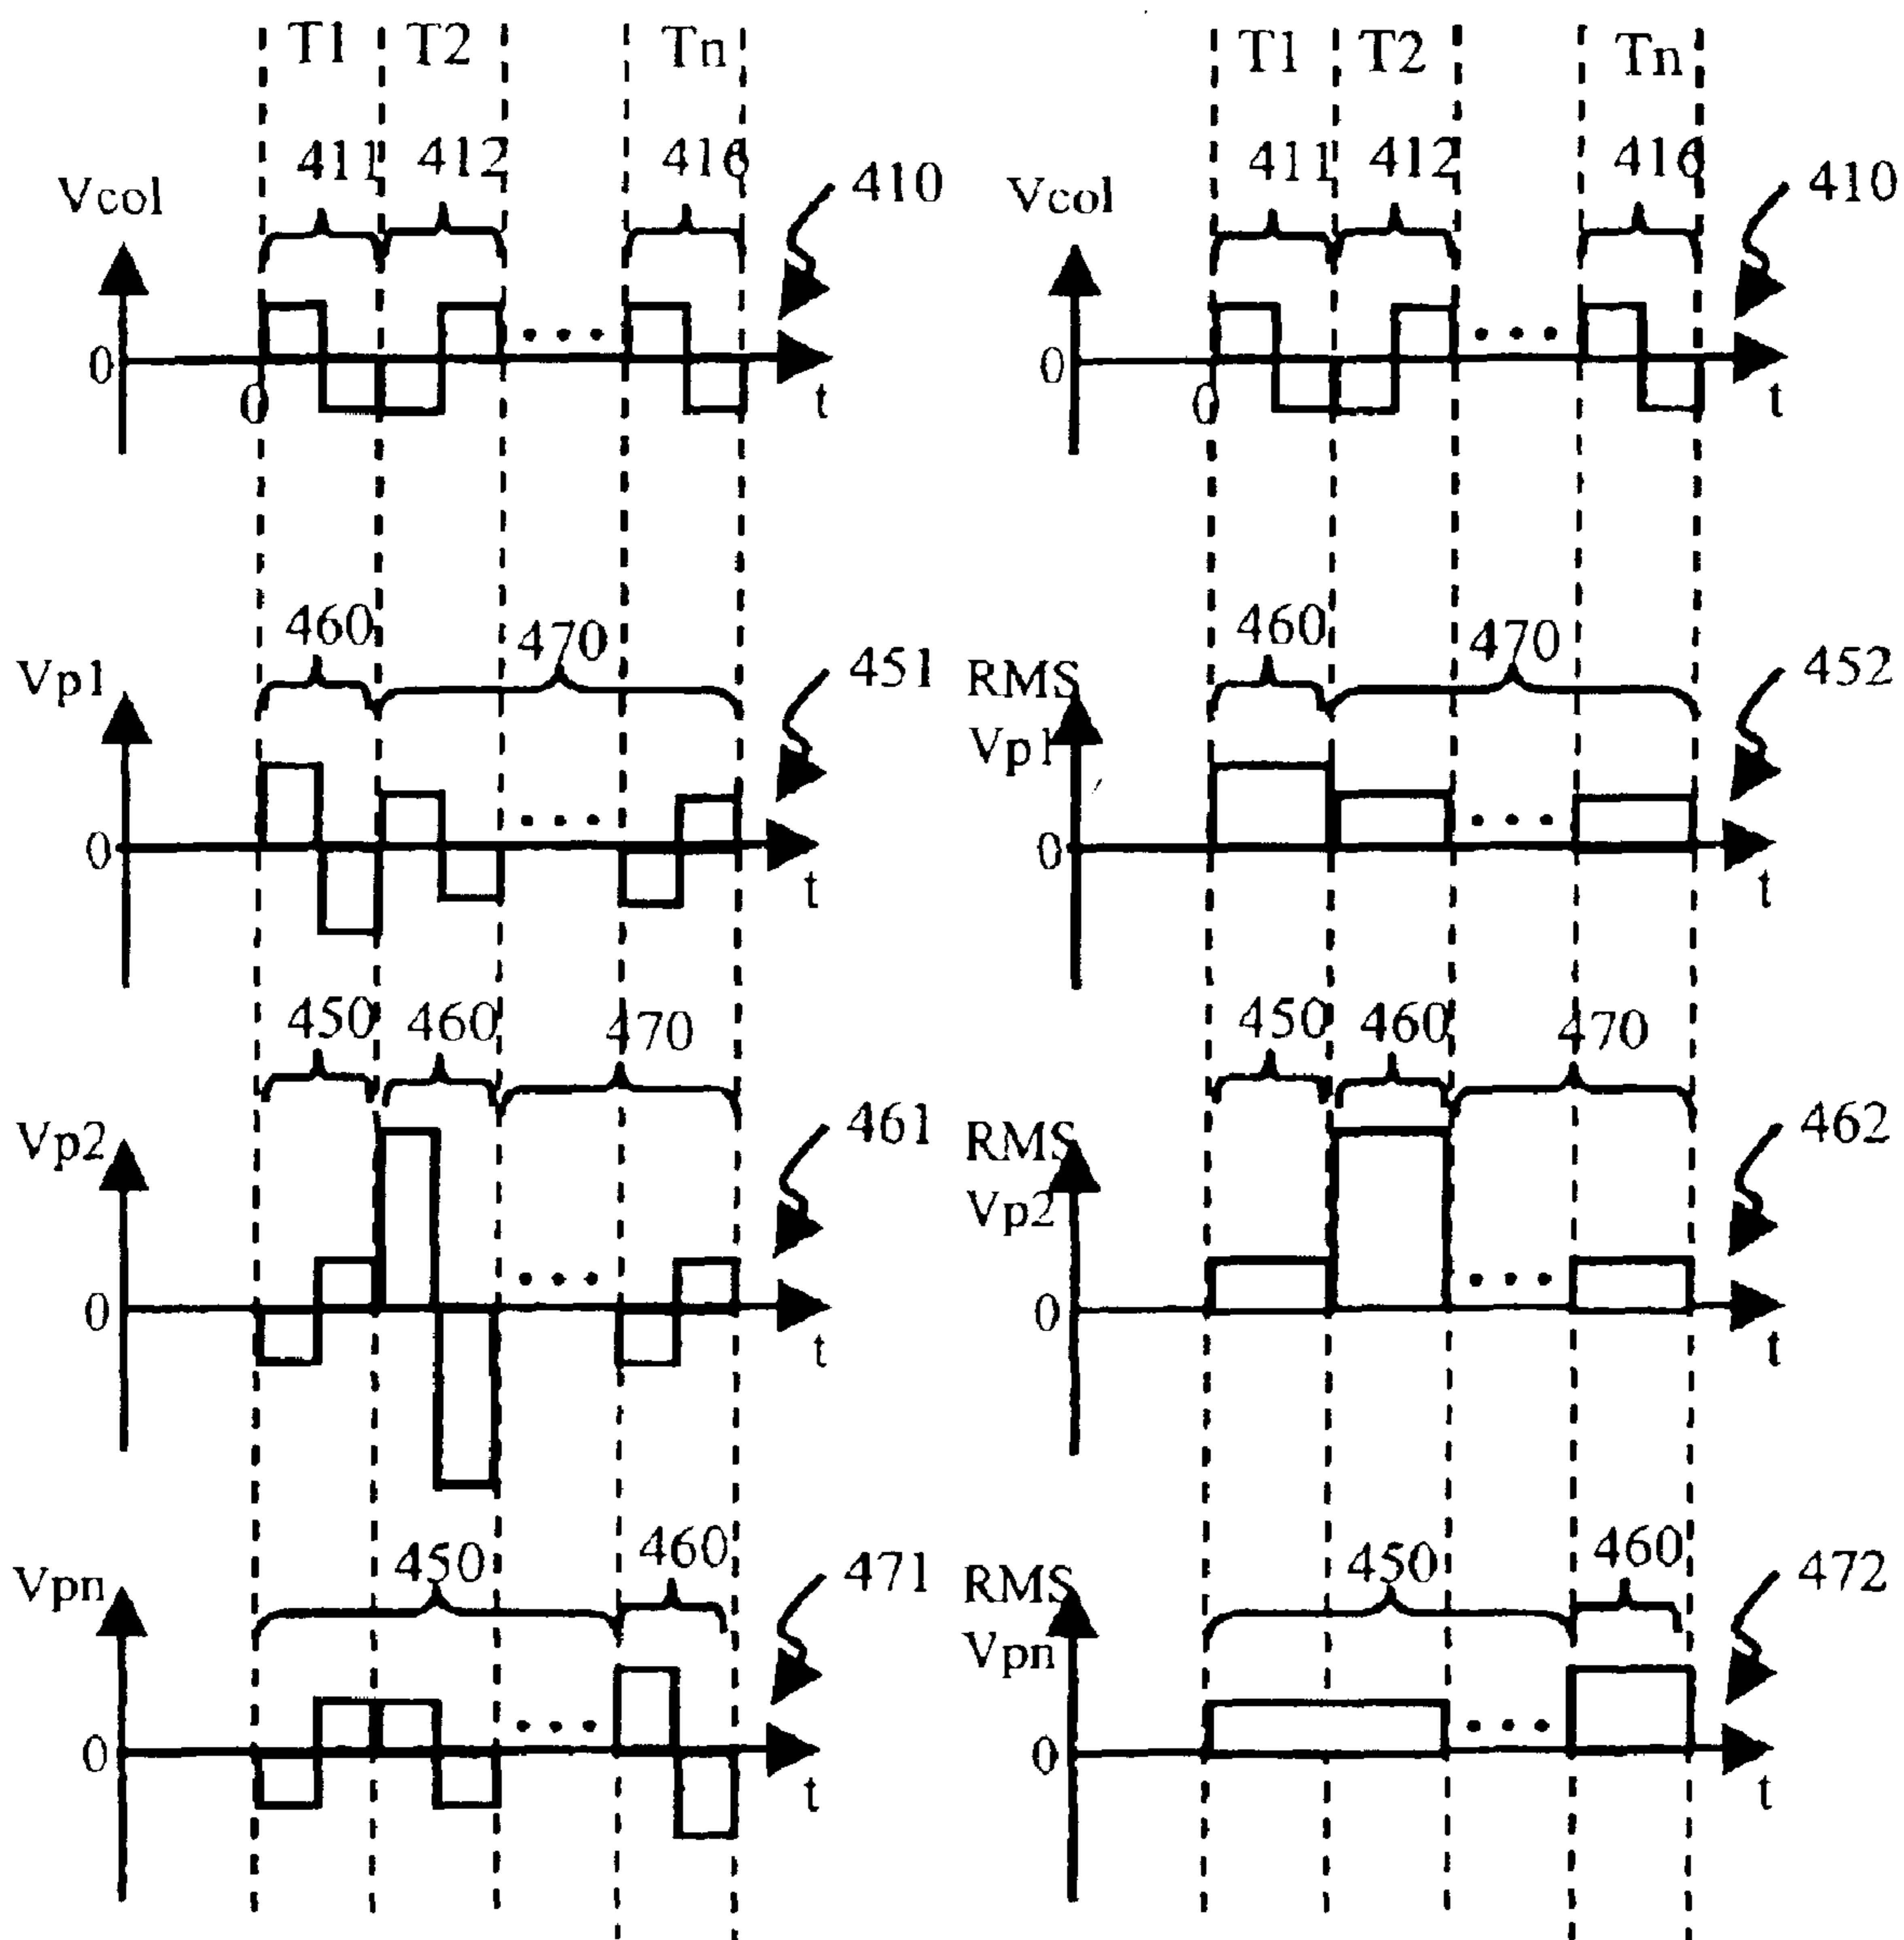 T1 T2 Tn T1 T2 Tn
411 412 416 411 412 416
Vcol 410 Vcol 410
0 0
0 t 0 t
460 470 460 470
Vp1 451 RMS 452
Vp1
0 0
t t
450 460 470 450 460 470
Vp2 461 RMS 462
Vp2
0 0
t t
450 460 450 460
Vpn 471 RMS 472
Vpn
0 0
t t